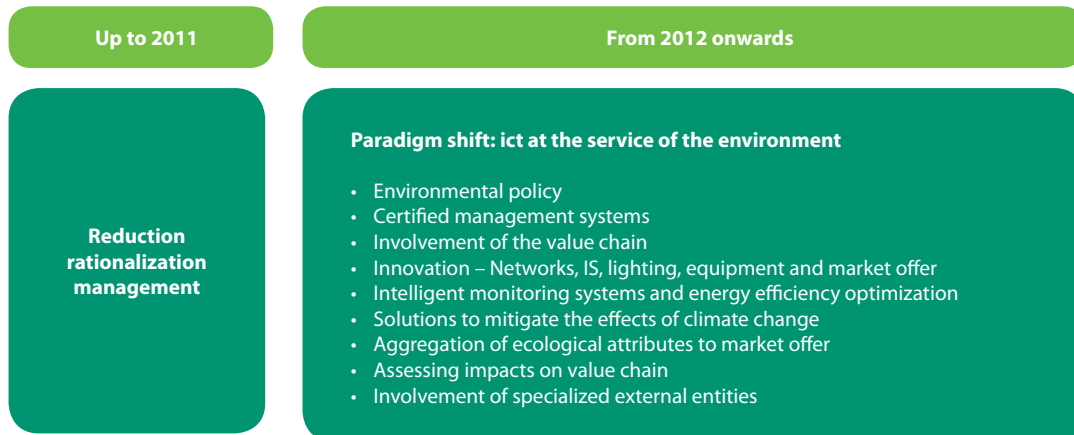 Up to 2011
From 2012 onwards
Reduction
rationalization
management
Paradigm shift: ict at the service of the environment
• Environmental policy
• Certified management systems
• Involvement of the value chain
• Innovation – Networks, IS, lighting, equipment and market offer
• Intelligent monitoring systems and energy efficiency optimization
• Solutions to mitigate the effects of climate change
• Aggregation of ecological attributes to market offer
• Assessing impacts on value chain
• Involvement of specialized external entities